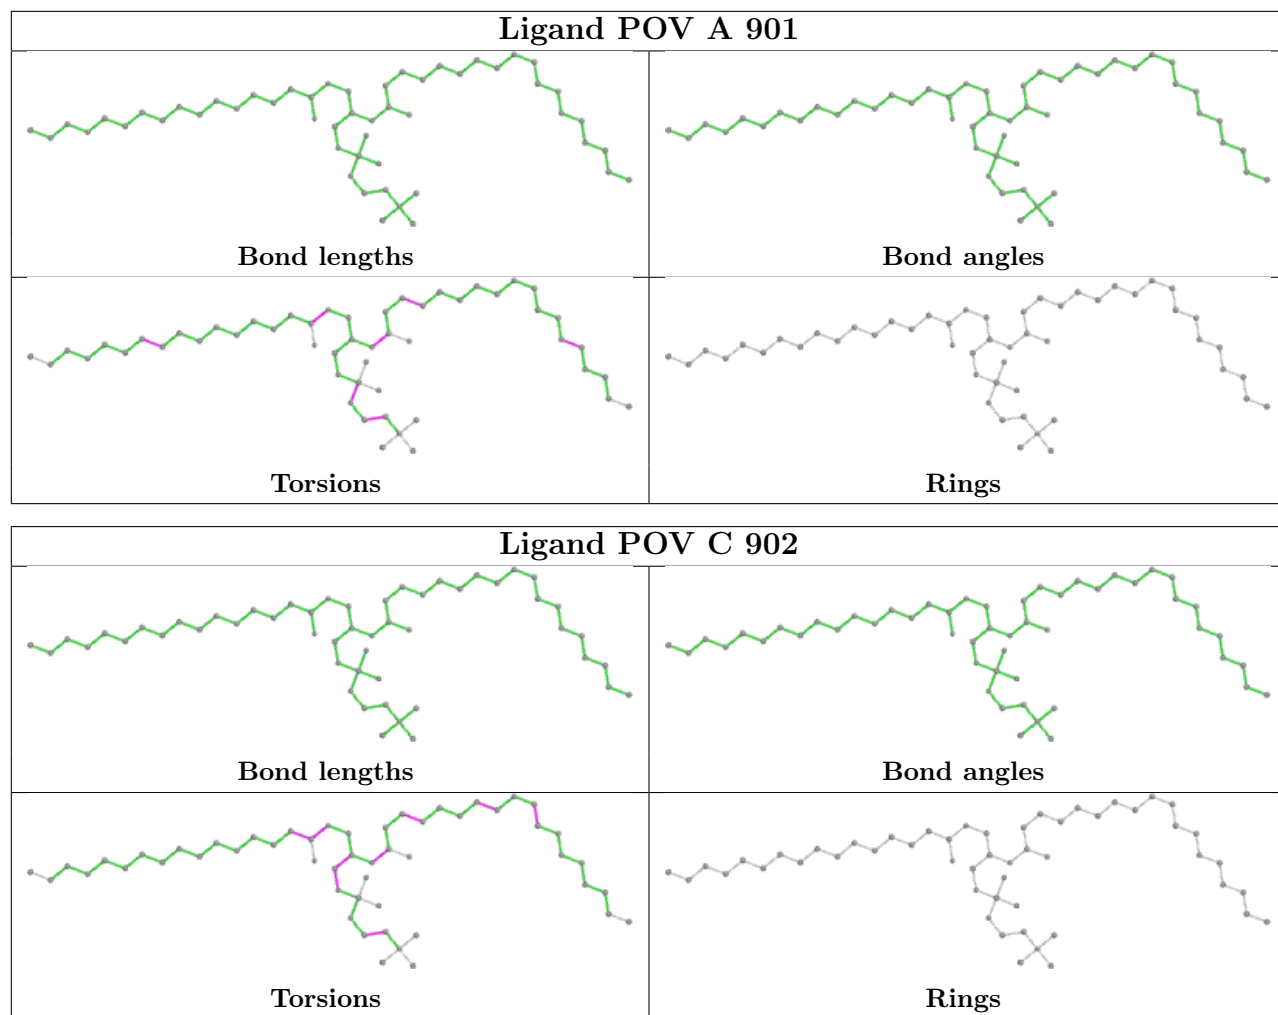 Ligand POV A 901
Bond lengths
Bond angles
Torsions
Rings
Ligand POV C 902
Bond lengths
Bond angles
Torsions
Rings